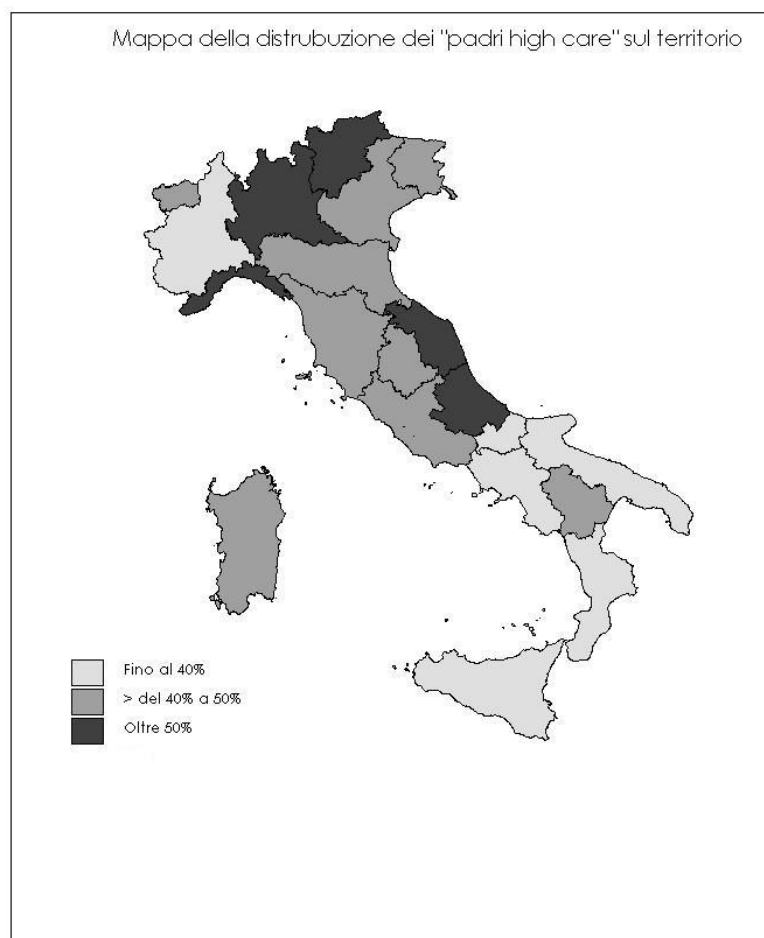 Mappa della distrubuzione dei "padri high care" sul territorio
Fino al 40%
> del 40% a 50%
Oltre 50%